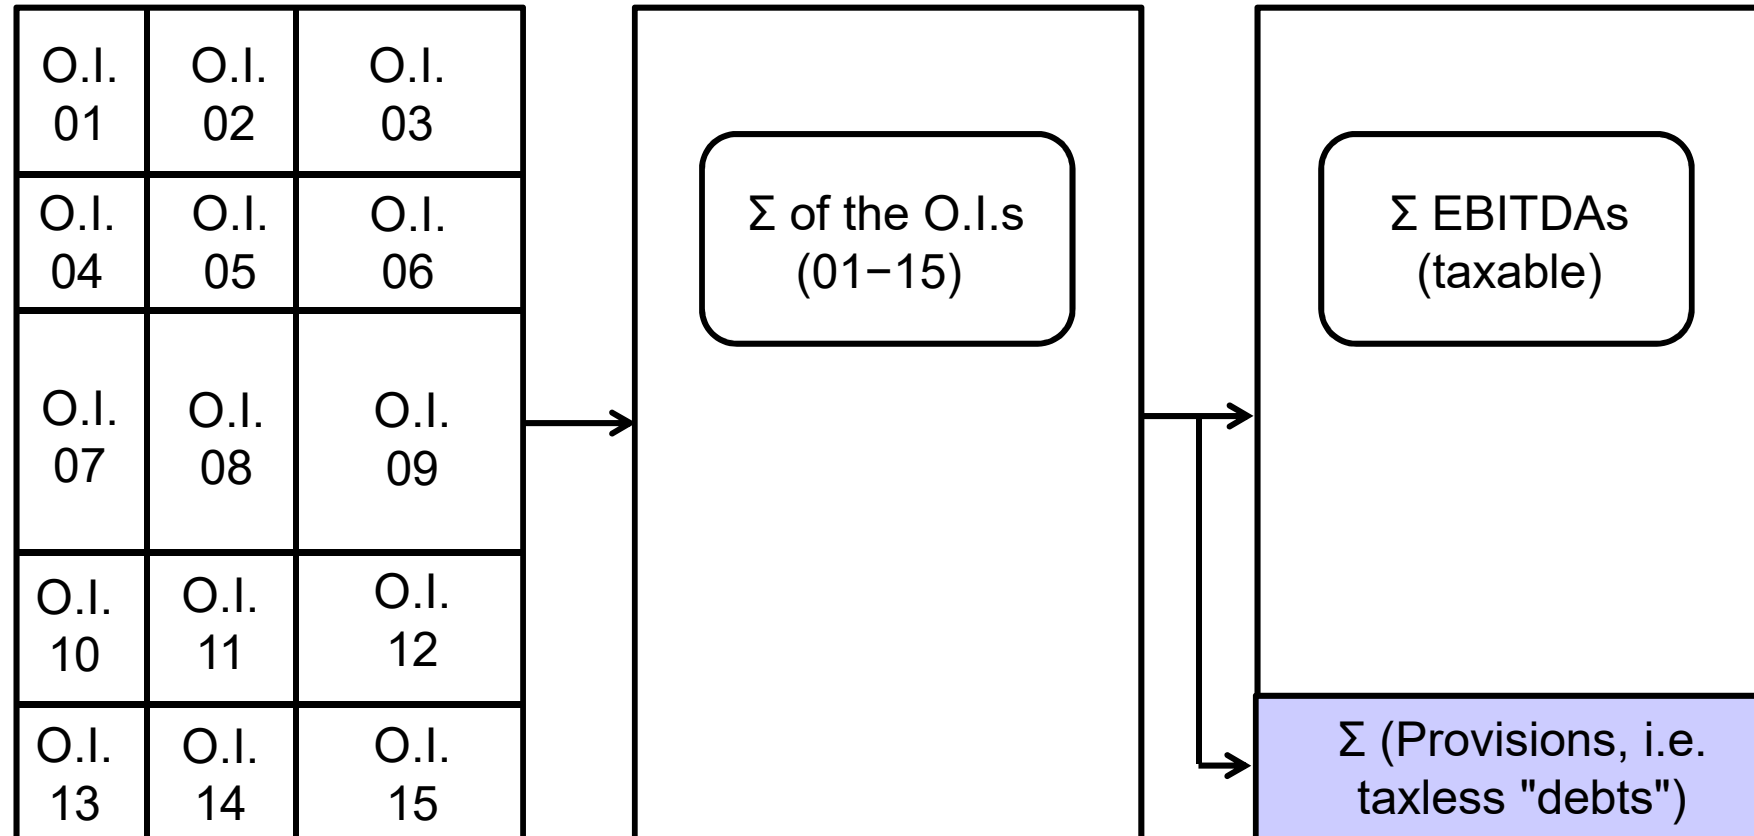 O.I.
01
O.I.
02
O.I.
03
O.I.
04
O.I.
05
O.I.
06
O.I.
07
O.I.
08
O.I.
09
O.I.
10
O.I.
11
O.I.
12
O.I.
13
O.I.
14
O.I.
15
Σ of the O.I.s
(01−15)
Σ EBITDAs
(taxable)
Σ (Provisions, i.e.
taxless "debts")